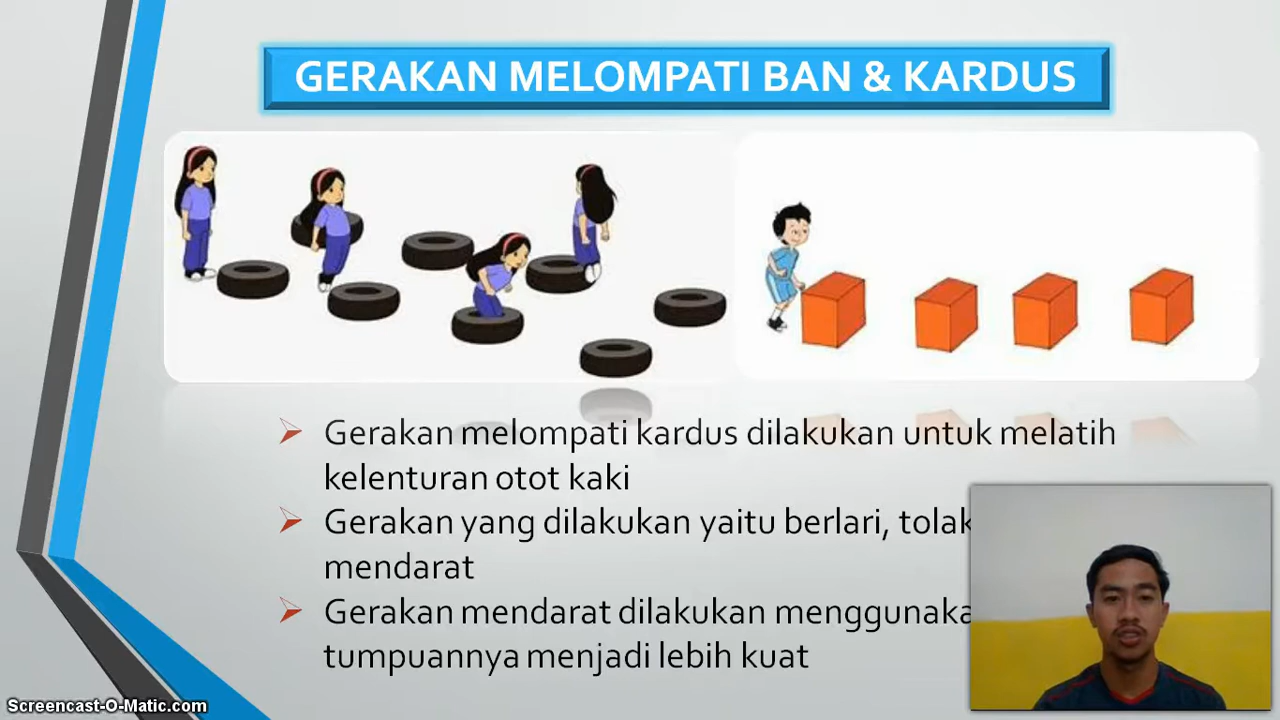 GERAKAN MELOMPATI BAN & KARDUS
Gerakan melompati kardus dilakukan untuk melatih
kelenturan otot kaki
Gerakan yang dilakukan yaitu berlari, tolak
mendarat
Gerakan mendarat dilakukan
tumpuannya menjadi lebih kuat
Screencast-O-Matic.com